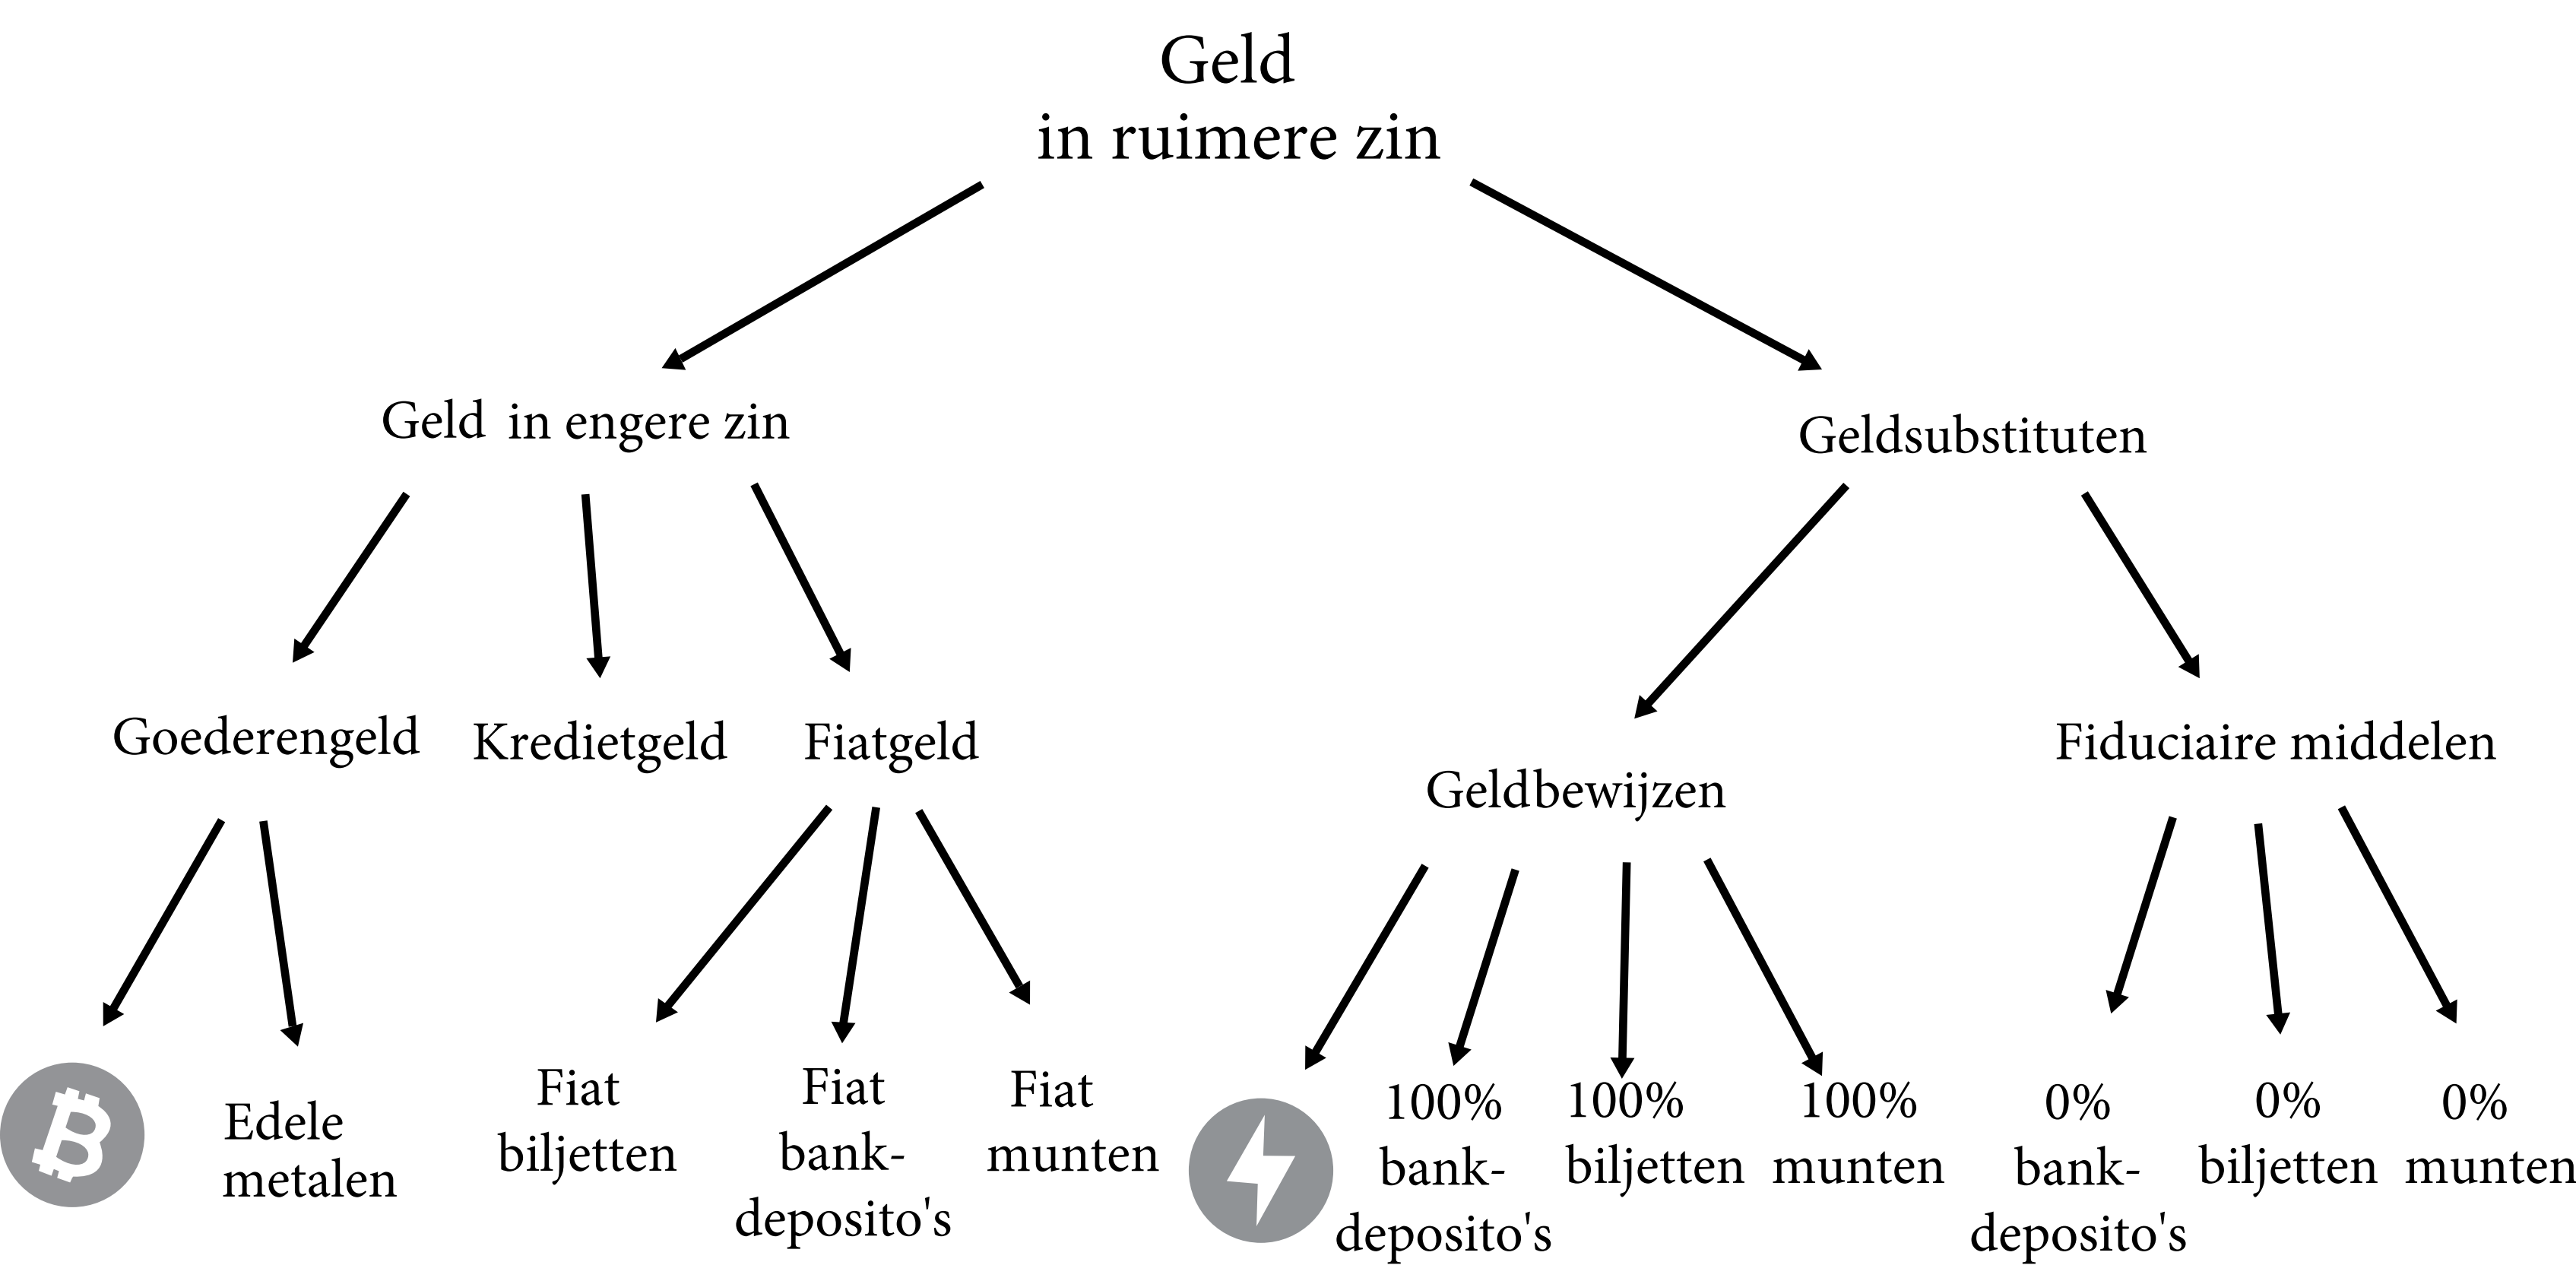 Geld
in ruimere zin
Geld in engere zin
Geldsubstituten
Goederengeld
Kredietgeld
Fiatgeld
Geldbewijzen
Fiduciaire middelen
Edele
metalen
Fiat
biljetten
Fiat
bank-
deposito's
Fiat
munten
100%
bank-
deposito's
100%
biljetten
100%
munten
0%
bank-
deposito's
0%
biljetten
0%
munten